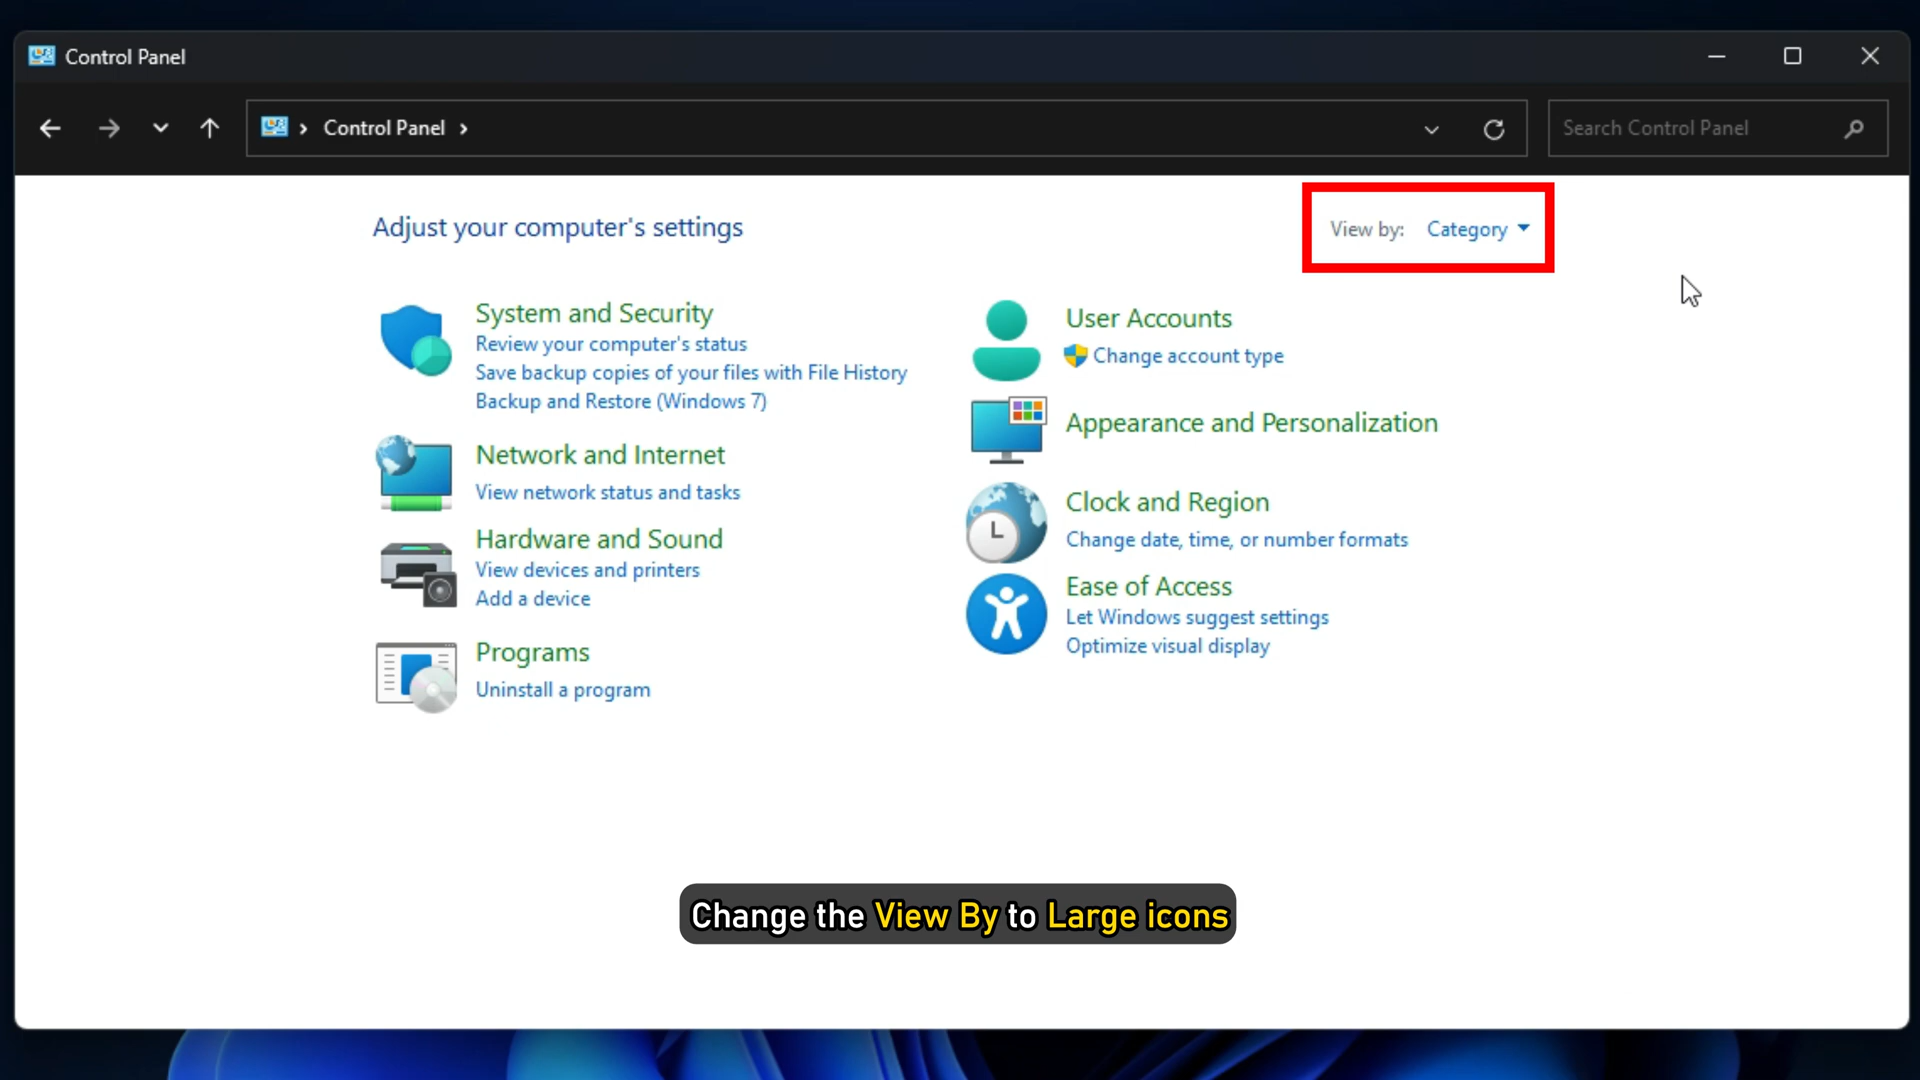 Control Panel
Control Panel
Search Control Panel
Adjust your computer's settings
View by: Category
System and Security
Review your computer's status
Save backup copies of your files with File History
Backup and Restore (Windows 7)
Network and Internet
View network status and tasks
Hardware and Sound
View devices and printers
Add a device
Programs
Uninstall a program
User Accounts
Change account type
Appearance and Personalization
Clock and Region
Change date, time, or number formats
Ease of Access
Let Windows suggest settings
Optimize visual display
Change the View By to Large icons